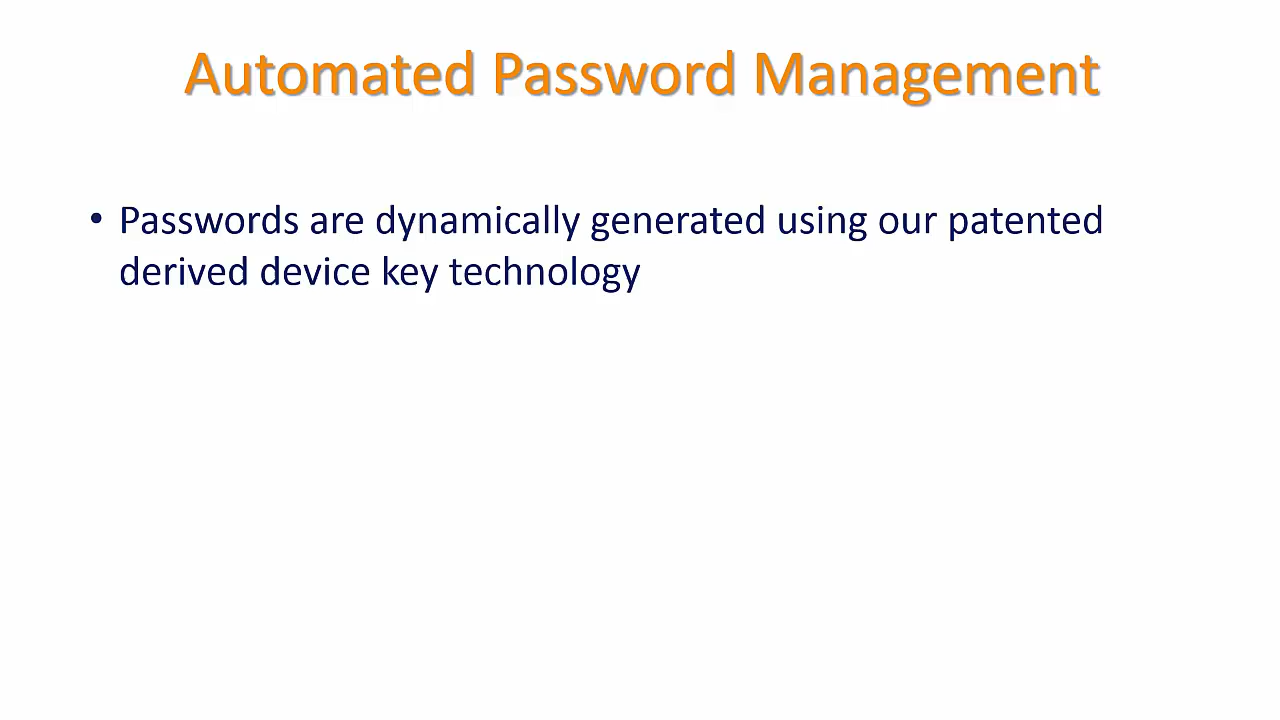 Automated Password Management
• Passwords are dynamically generated using our patented
derived device key technology